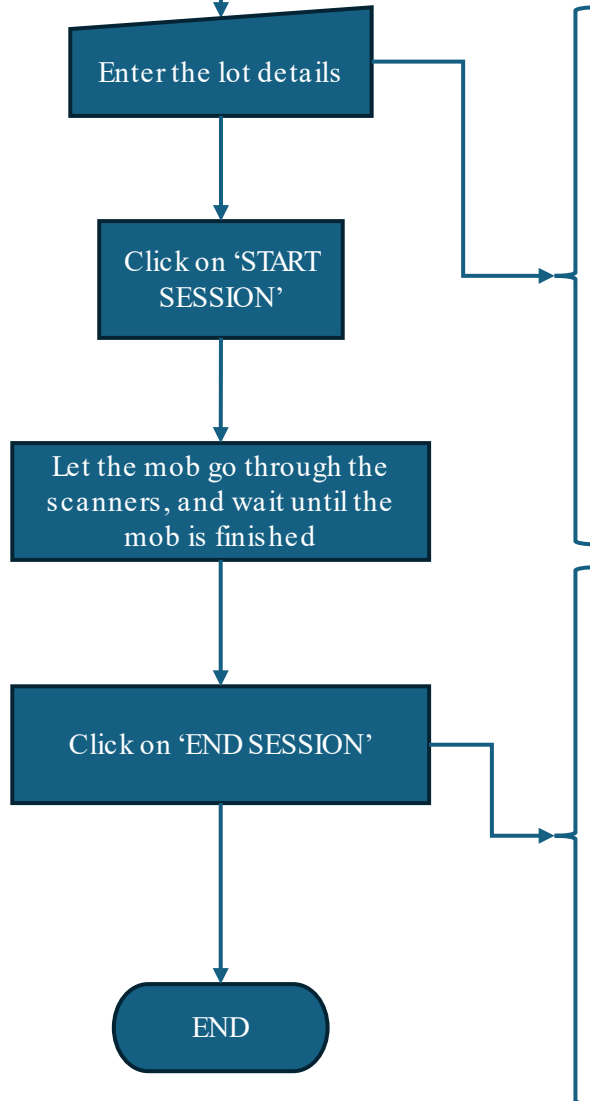 Enter the lot details
Click on ‘START
SESSION’
Let the mob go through the
scanners, and wait until the
mob is finished
Click on ‘END SESSION’
END